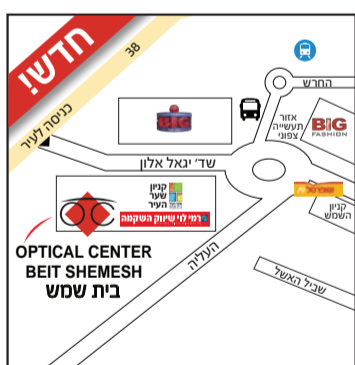 חדש!
38
כניסה לעיר
החרש
BIG
אזור
תעשייה
צפוני
BIG
FASHION
שד' יגאל אלון
קניון
שער
העיר
רמי לוי שיווק השקמה
קניון
השמש
העליה
שביל האשל
OPTICAL CENTER
BEIT SHEMESH
בית שמש